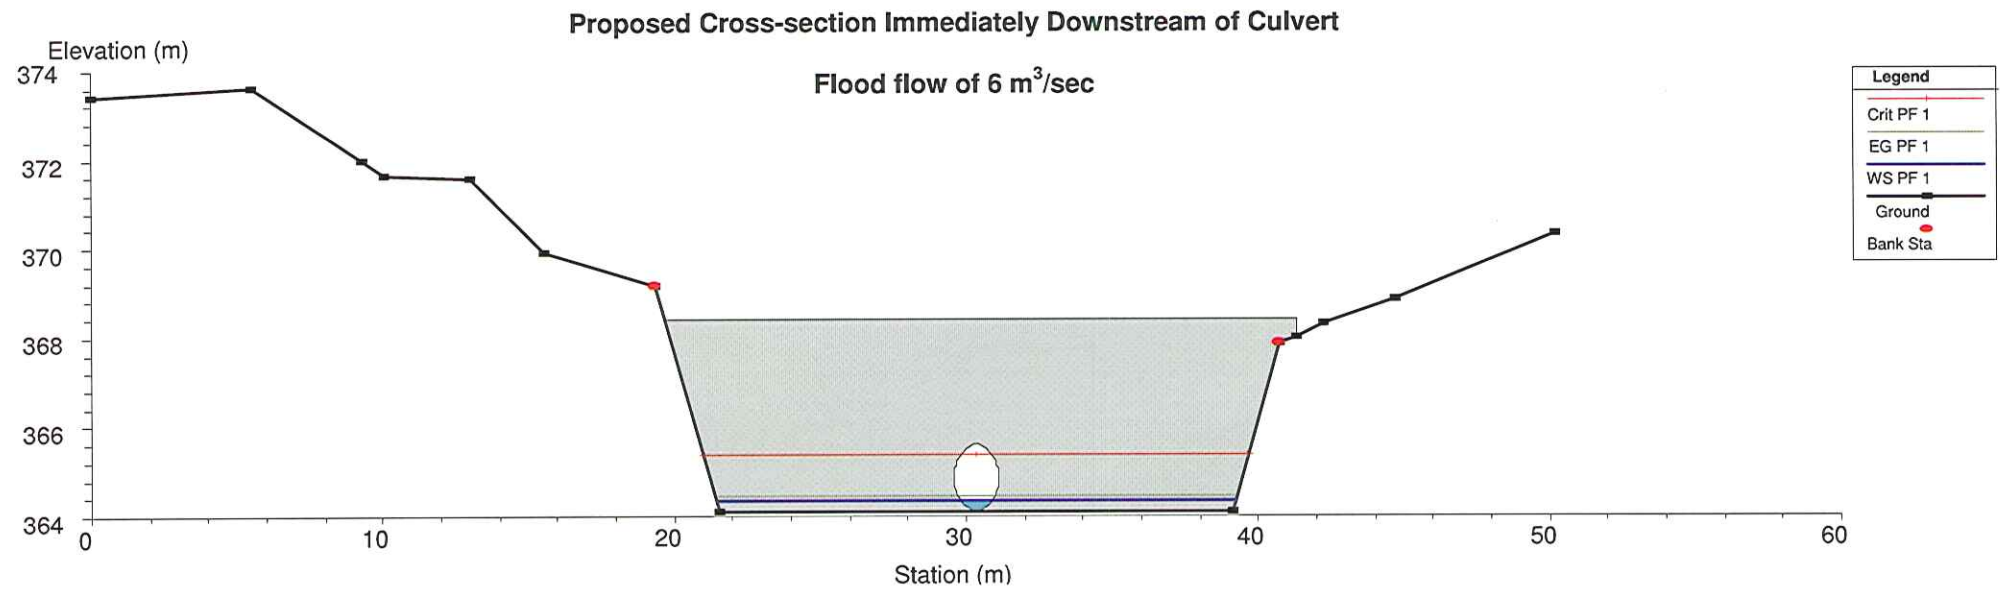 Proposed Cross-section Immediately Downstream of Culvert
Elevation (m)
Flood flow of 6 m³/sec
374
372
370
368
366
364
0 10 20 30 40 50 60
Station (m)
Legend
Crit PF 1
EG PF 1
WS PF 1
Ground
Bank Sta